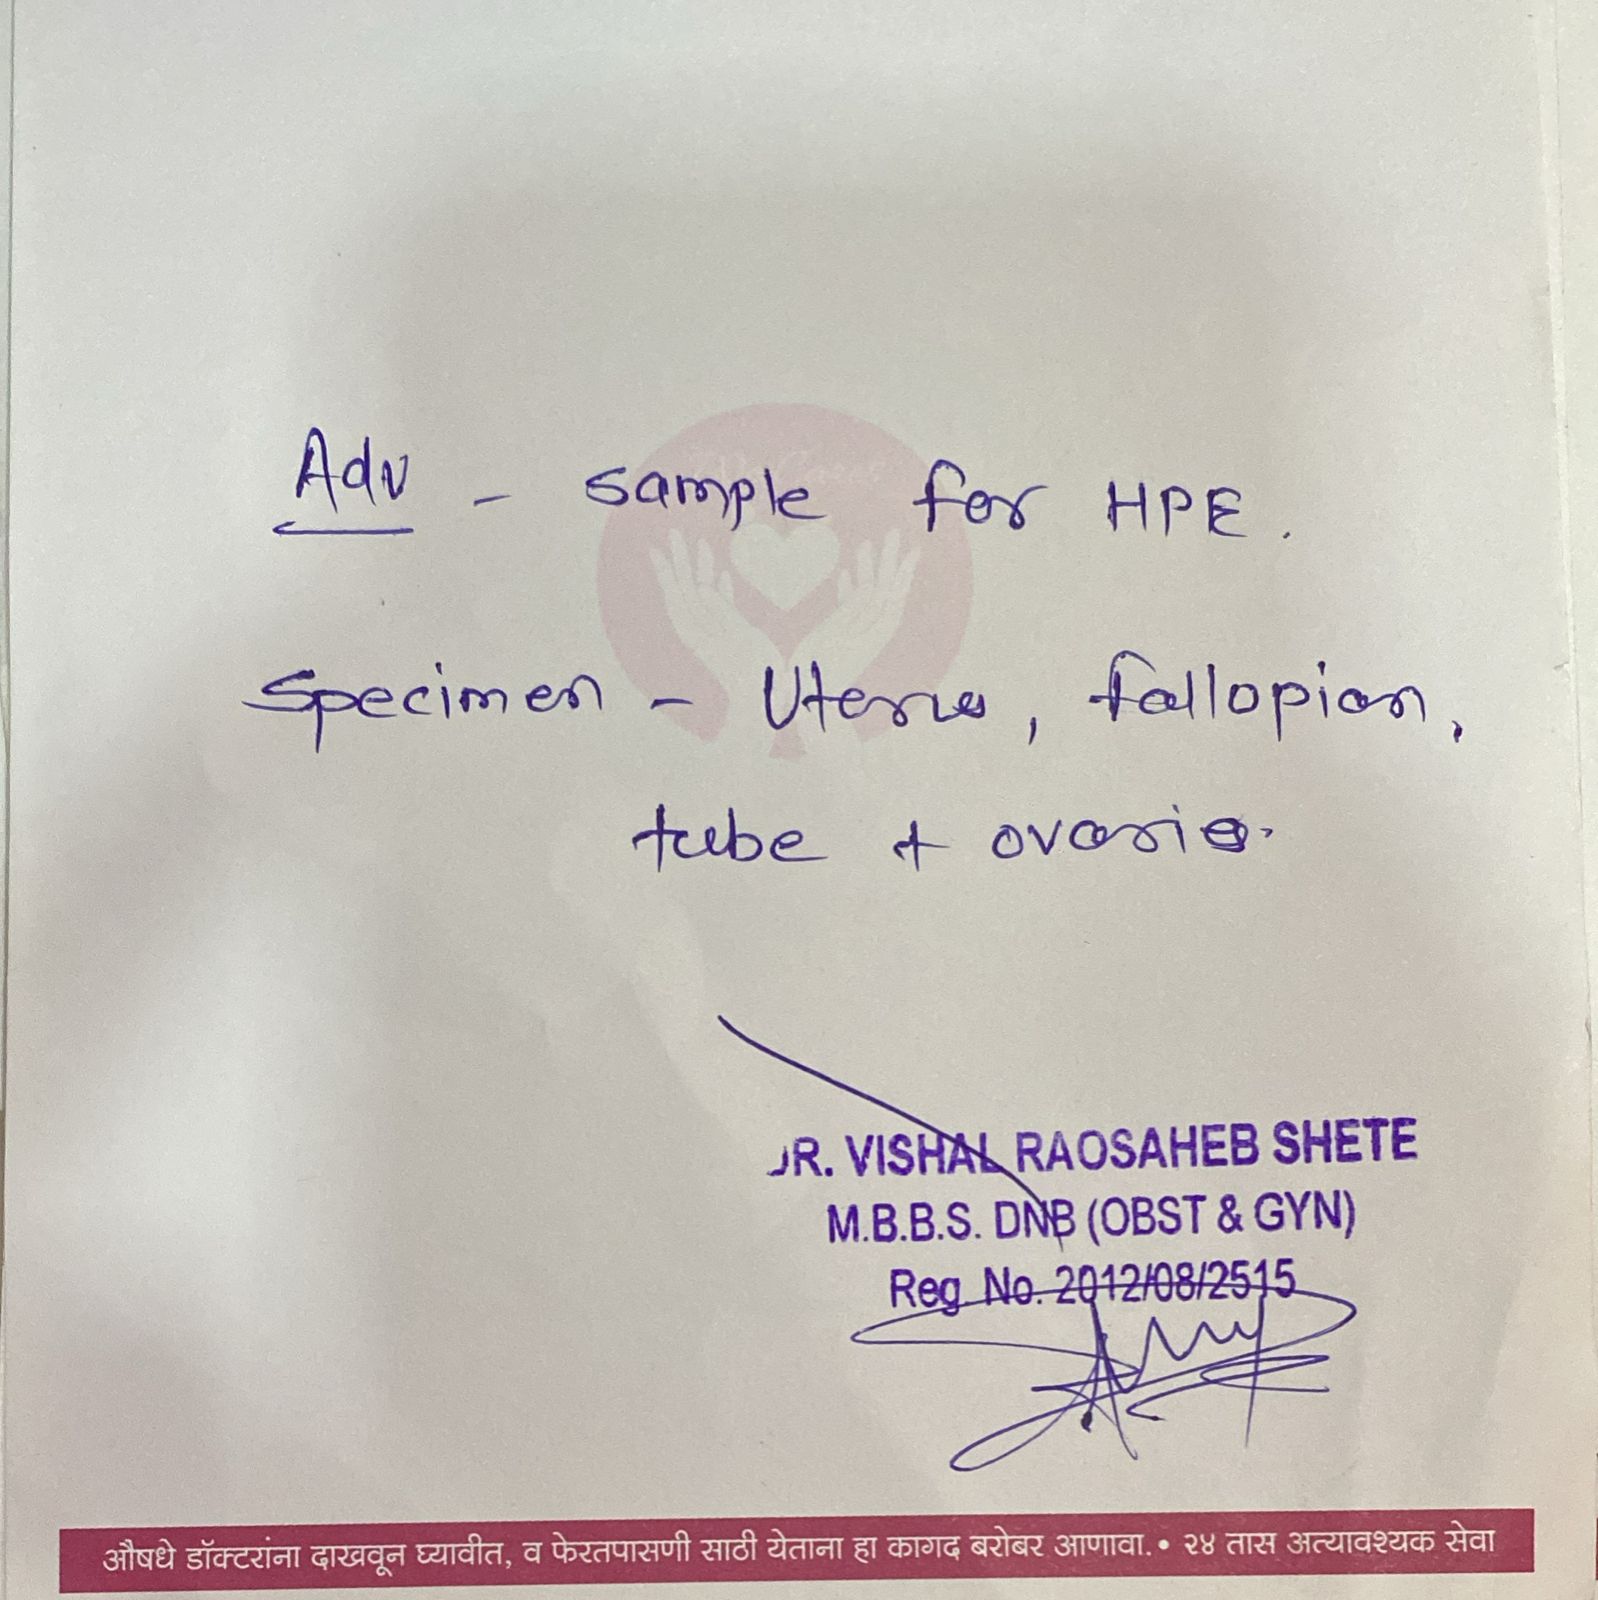 Adv - sample for HPE.
Specimen - Uterus, fallopian,
tube + ovaries.
DR. VISHAL RAOSAHEB SHETE
M.B.B.S. DNB (OBST & GYN)
Reg. No. 2012/08/2515
औषधे डॉक्टरांना दाखवून घ्यावीत, व फेरतपासणी साठी येताना हा कागद बरोबर आणावा. • २४ तास अत्यावश्यक सेवा